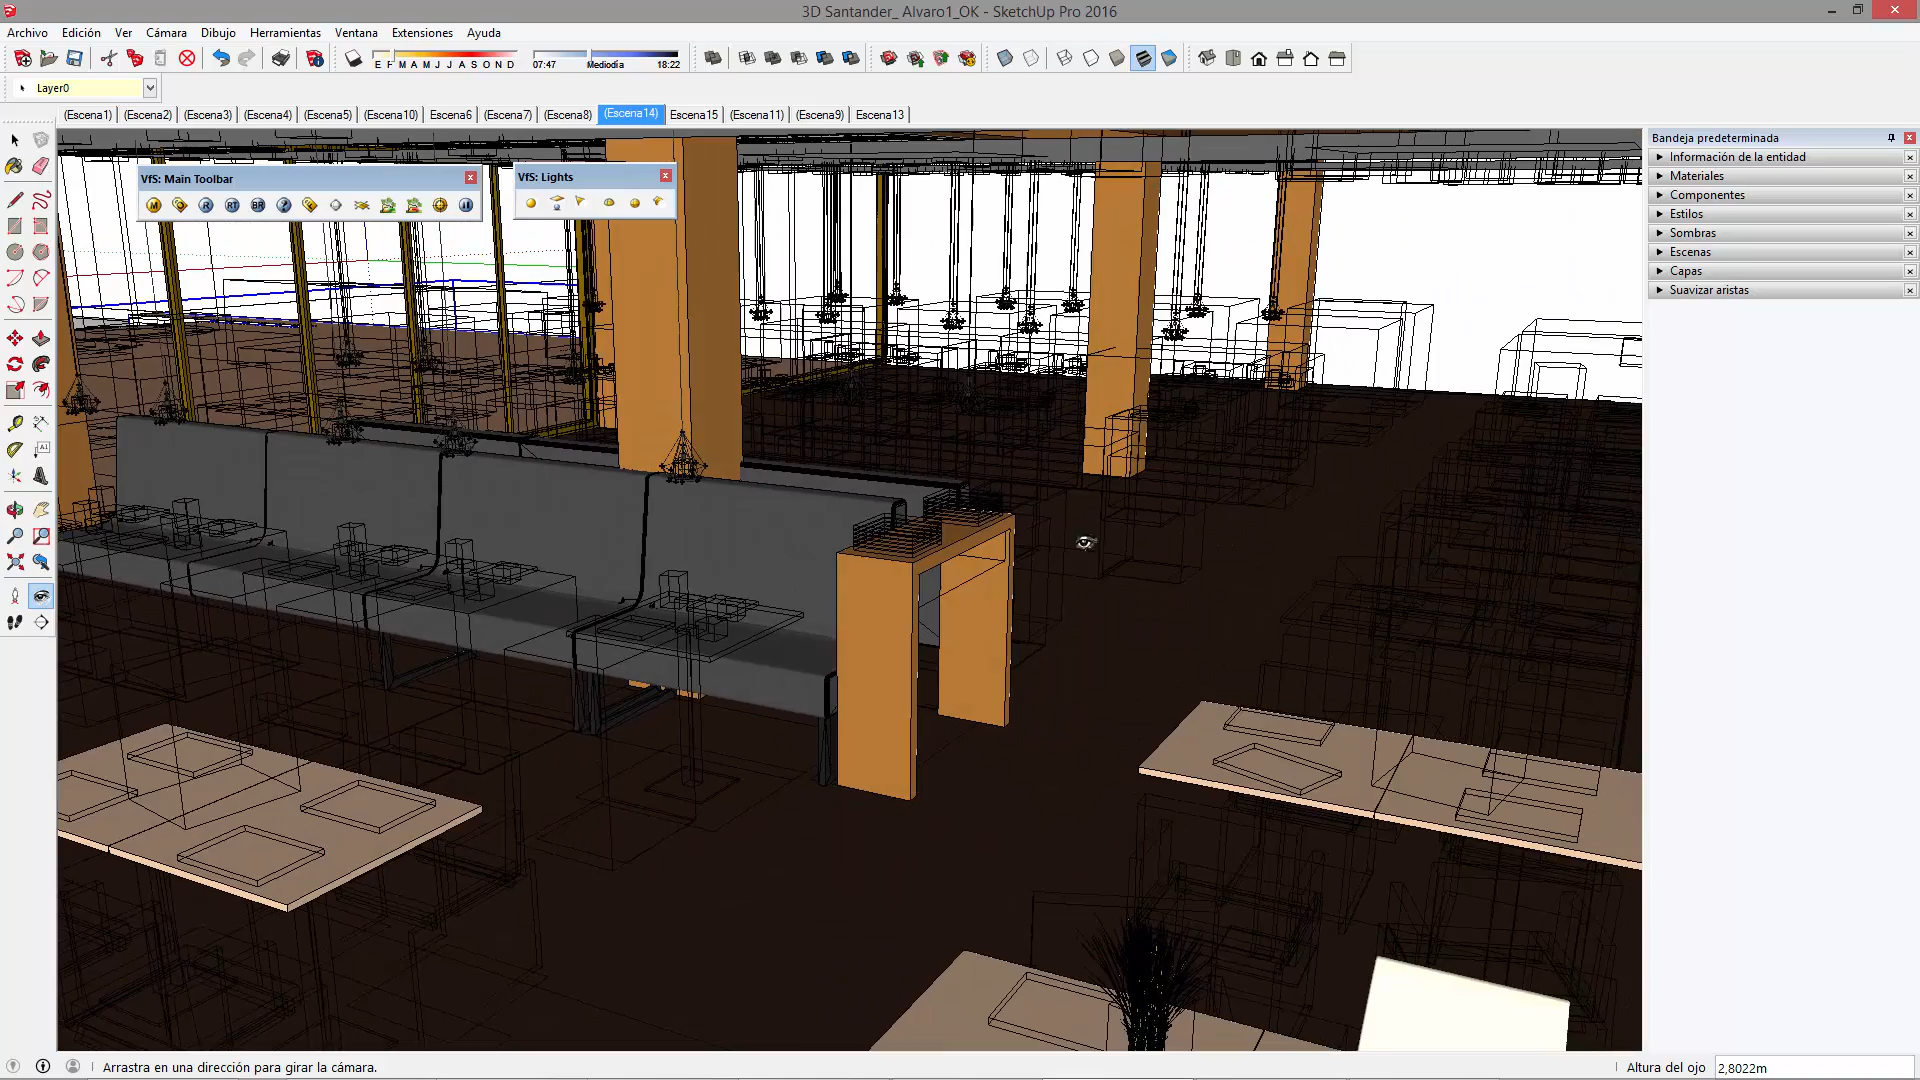 3D Santander_ Alvaro1_OK - SketchUp Pro 2016
Archivo Edición Ver Cámara Dibujo Herramientas Ventana Extensiones Ayuda
E F M A M J J A S O N D 07:47 Mediodía 18:22
Layer0
(Escena1) (Escena2) (Escena3) (Escena4) (Escena5) (Escena10) Escena6 (Escena7) (Escena8) (Escena14) Escena15 (Escena11) (Escena9) Escena13
VfS: Main Toolbar
M R RT BR
VfS: Lights
Bandeja predeterminada
Información de la entidad
Materiales
Componentes
Estilos
Sombras
Escenas
Capas
Suavizar aristas
A1
Arrastra en una dirección para girar la cámara.
Altura del ojo 2,8022m